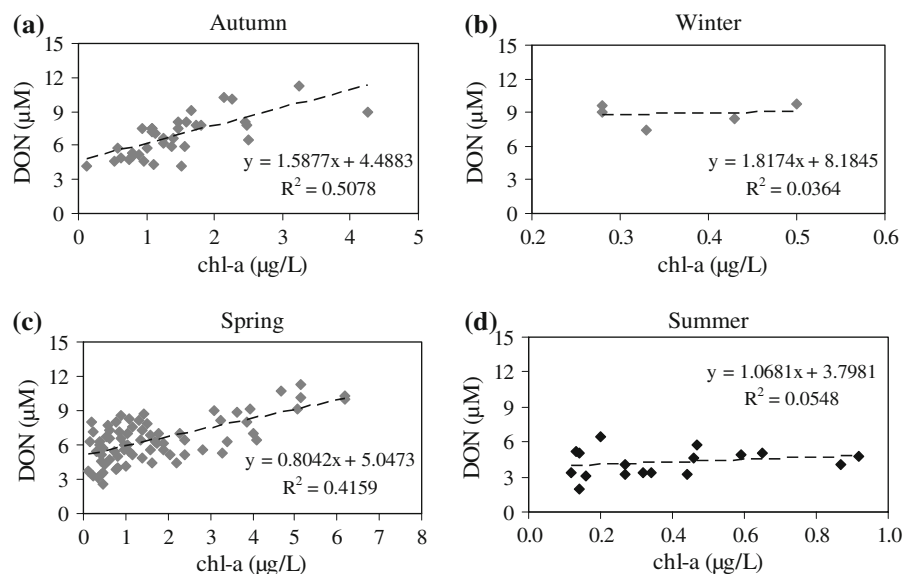 (a) Autumn
15
12
9
6
3
0
DON (µM)
y = 1.5877x + 4.4883
R² = 0.5078
0 1 2 3 4 5
chl-a (µg/L)
(b) Winter
15
12
9
6
3
0
DON (µM)
y = 1.8174x + 8.1845
R² = 0.0364
0.2 0.3 0.4 0.5 0.6
chl-a (µg/L)
(c) Spring
15
12
9
6
3
0
DON (µM)
y = 0.8042x + 5.0473
R² = 0.4159
0 1 2 3 4 5 6 7 8
chl-a (µg/L)
(d) Summer
15
12
9
6
3
0
DON (µM)
y = 1.0681x + 3.7981
R² = 0.0548
0.0 0.2 0.4 0.6 0.8 1.0
chl-a (µg/L)